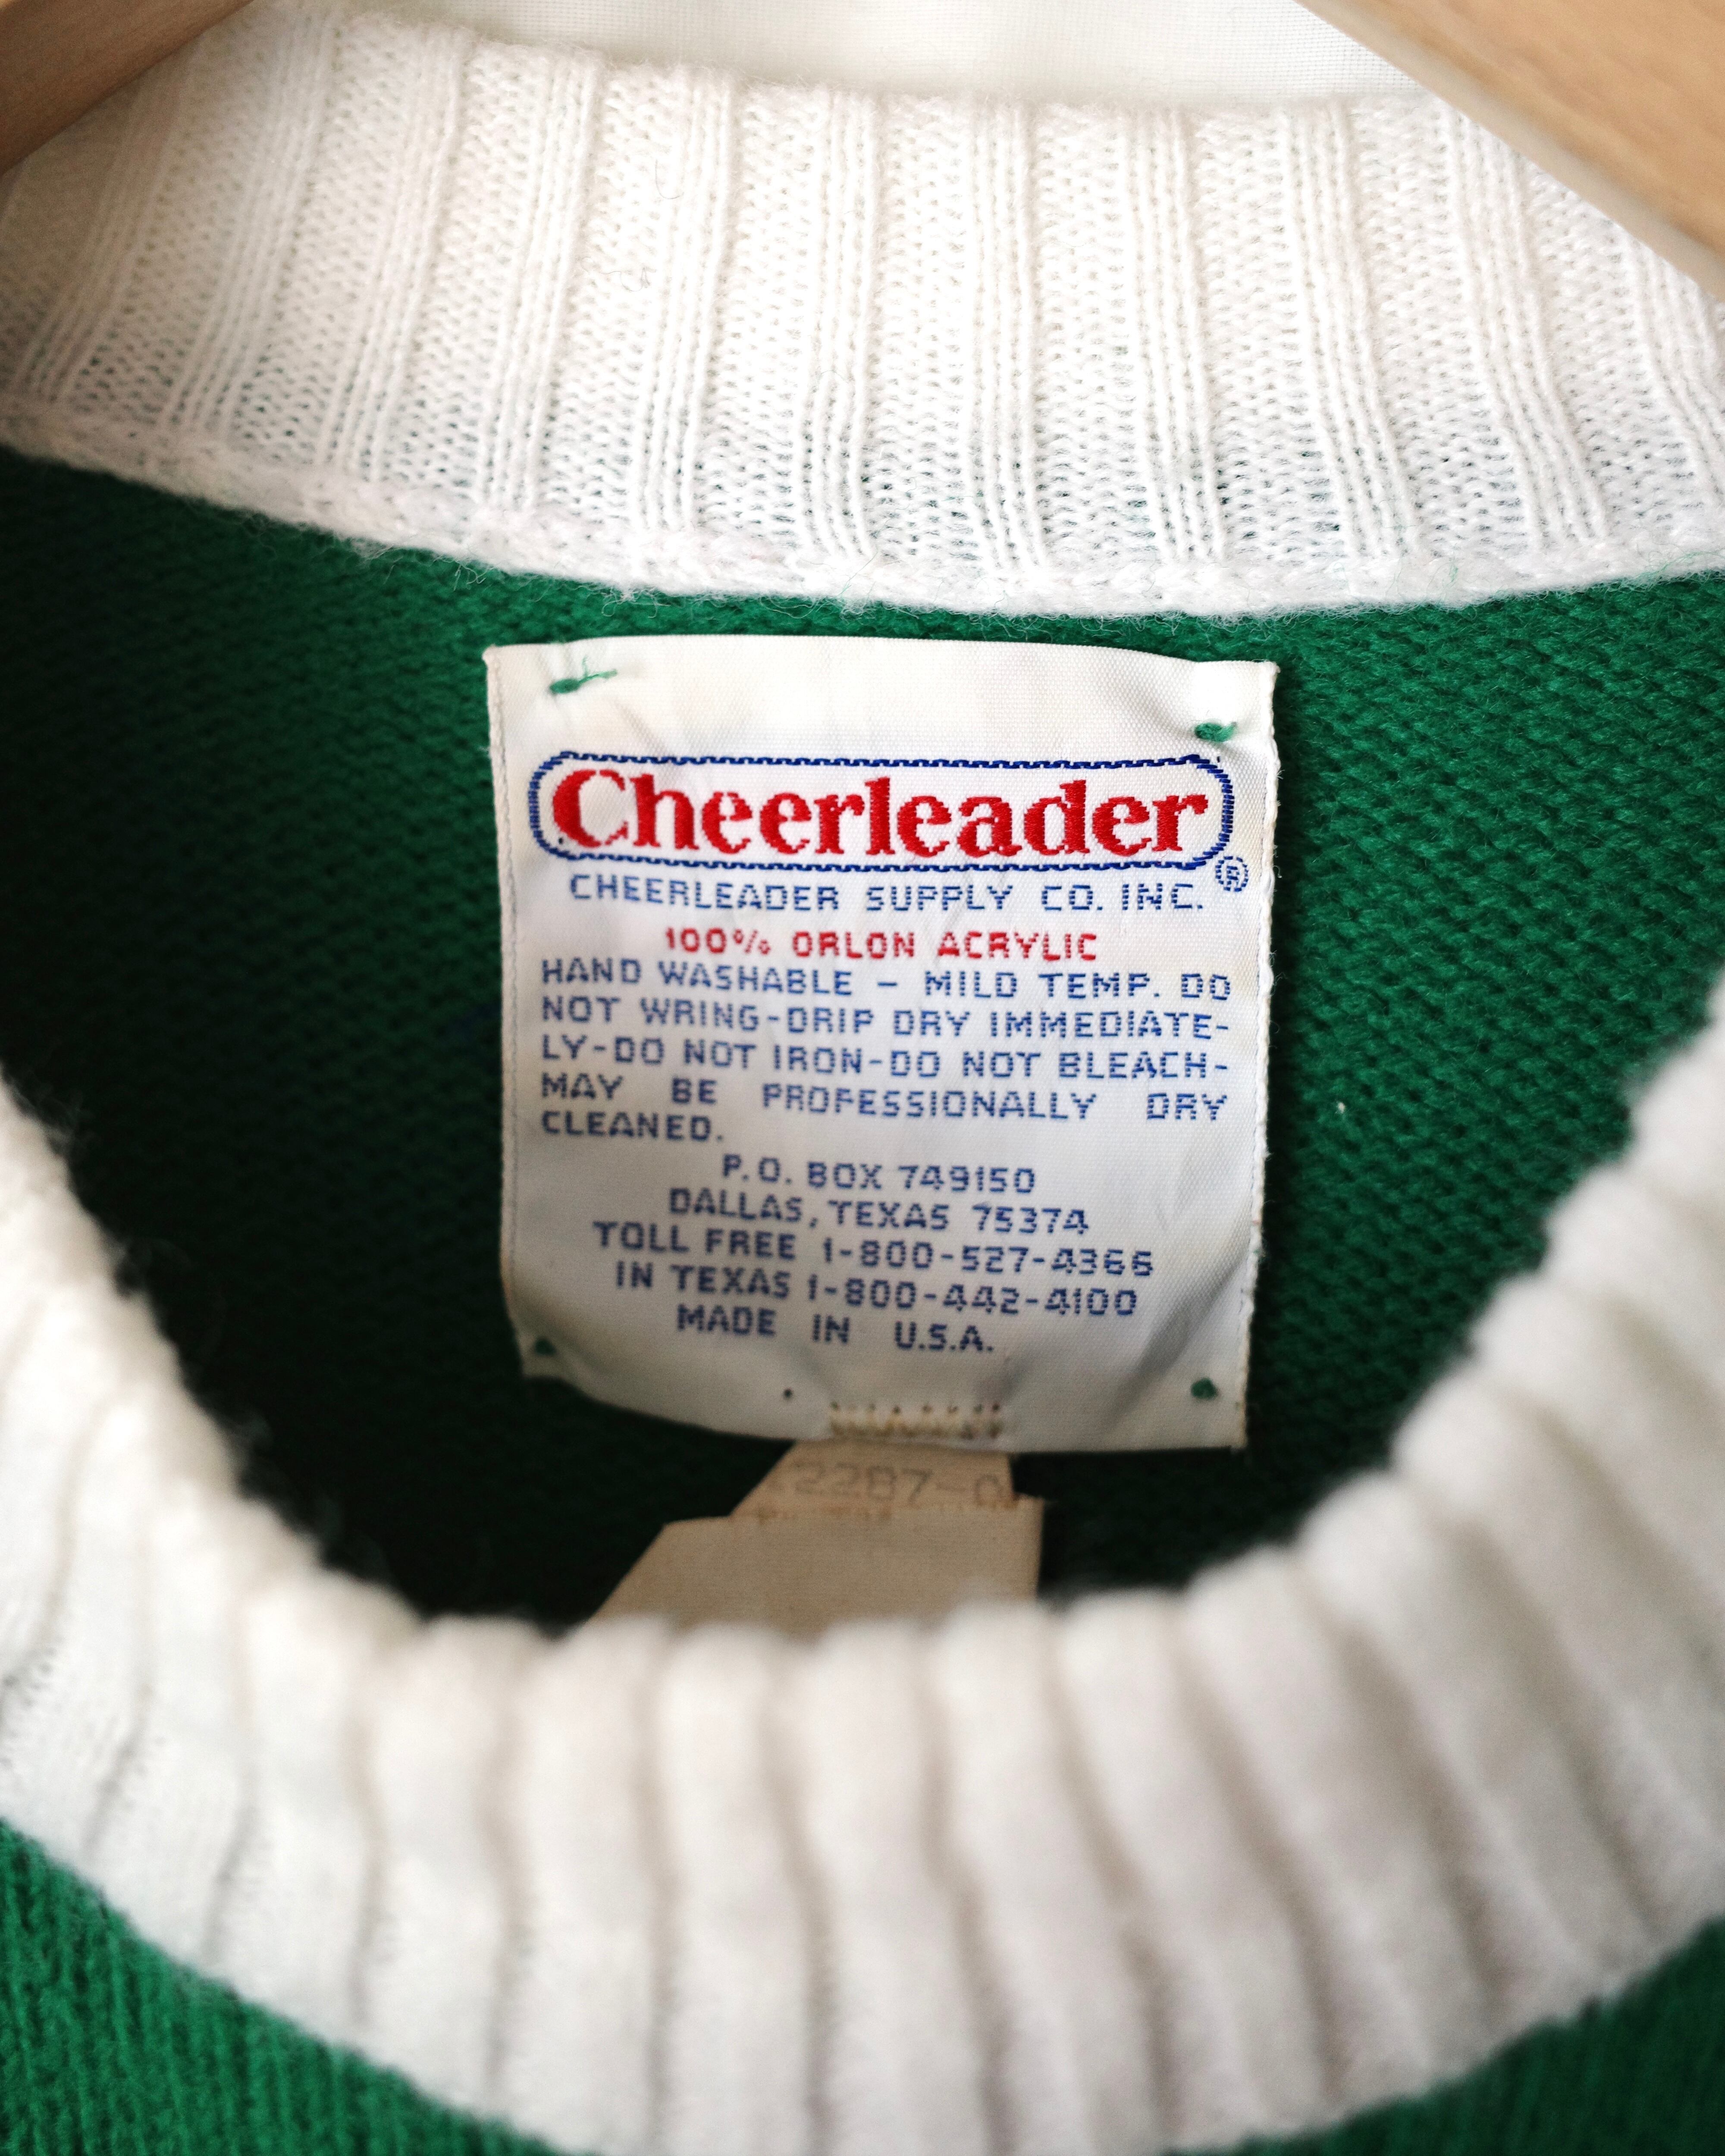 Cheerleader
®
CHEERLEADER SUPPLY CO. INC.
100% ORLON ACRYLIC
HAND WASHABLE – MILD TEMP. DO
NOT WRING-DRIP DRY IMMEDIATE-
LY-DO NOT IRON-DO NOT BLEACH-
MAY BE PROFESSIONALLY DRY
CLEANED.
P.O. BOX 749150
DALLAS, TEXAS 75374
TOLL FREE 1-800-527-4366
IN TEXAS 1-800-442-4100
MADE IN U.S.A.